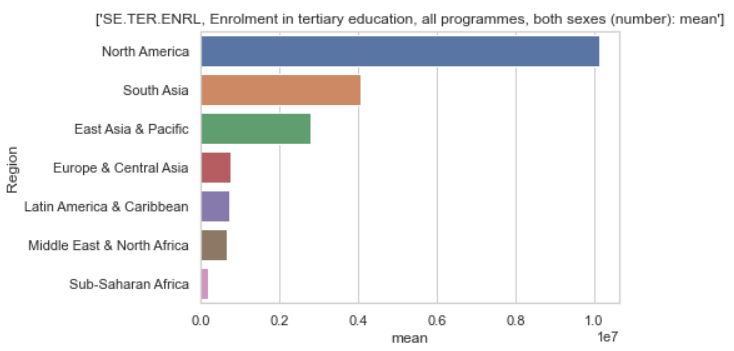 ['SE.TER.ENRL, Enrolment in tertiary education, all programmes, both sexes (number): mean']
North America
South Asia
East Asia & Pacific
Europe & Central Asia
Latin America & Caribbean
Middle East & North Africa
Sub-Saharan Africa
Region
0.0 0.2 0.4 0.6 0.8 1.0
1e7
mean